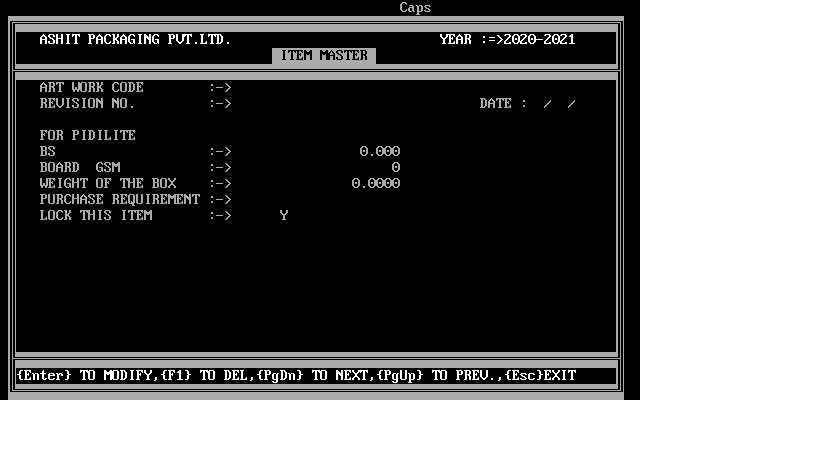 Caps
ASHIT PACKAGING PVT.LTD. YEAR :=>2020-2021
ITEM MASTER
ART WORK CODE :->
REVISION NO. :-> DATE : / /
FOR PIDILITE
BS :-> 0.000
BOARD GSM :-> 0
WEIGHT OF THE BOX :-> 0.0000
PURCHASE REQUIREMENT :->
LOCK THIS ITEM :-> Y
{Enter} TO MODIFY,{F1} TO DEL,{PgDn} TO NEXT,{PgUp} TO PREV.,{Esc}EXIT